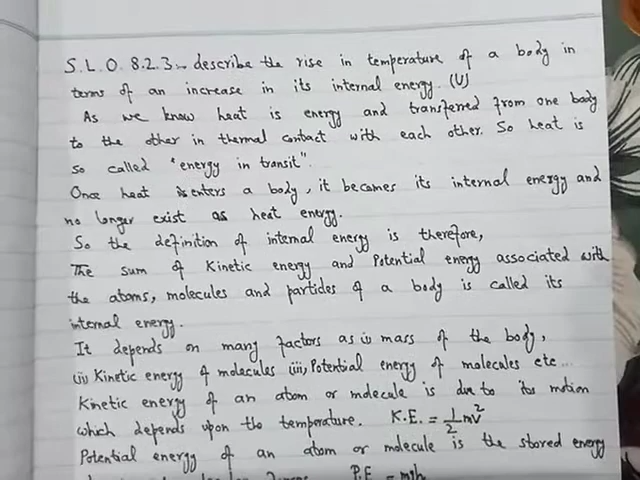 S.L.O. 8.2.3:- describe the rise in temperature of a body in
terms of an increase in its internal energy. (U)
As we know heat is energy and transfered from one body
to the other in thermal contact with each other. So heat is
so called "energy in transit".
Once heat enters a body, it becomes its internal energy and
no longer exist as heat energy.
So the definition of internal energy is therefore,
The sum of Kinetic energy and Potential energy associated with
the atoms, molecules and particles of a body is called its
internal energy.
It depends on many factors as (i) mass of the body,
(ii) Kinetic energy of molecules (iii) Potential energy of molecules etc...
Kinetic energy of an atom or molecule is due to its motion
which depends upon the temperature. K.E. = 1/2 mv²
Potential energy of an atom or molecule is the stored energy
P.E = mgh